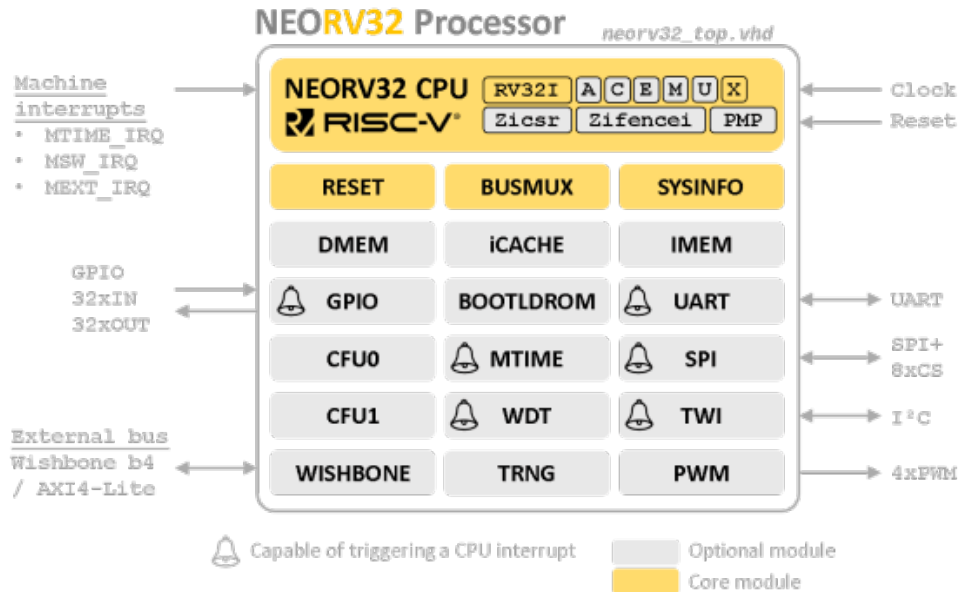 NEORV32 Processor
neorv32_top.vhd
Machine
interrupts
• MTIME_IRQ
• MSW_IRQ
• MEXT_IRQ
NEORV32 CPU
RV32I A C E M U X
RISC-V®
Zicsr Zifencei PMP
Clock
Reset
RESET BUSMUX SYSINFO
DMEM iCACHE IMEM
GPIO
32xIN
32xOUT
GPIO BOOTLDROM UART
UART
CFU0 MTIME SPI
SPI+
8xCS
CFU1 WDT TWI
I²C
External bus
Wishbone b4
/ AXI4-Lite
WISHBONE TRNG PWM
4xPWM
Capable of triggering a CPU interrupt
Optional module
Core module